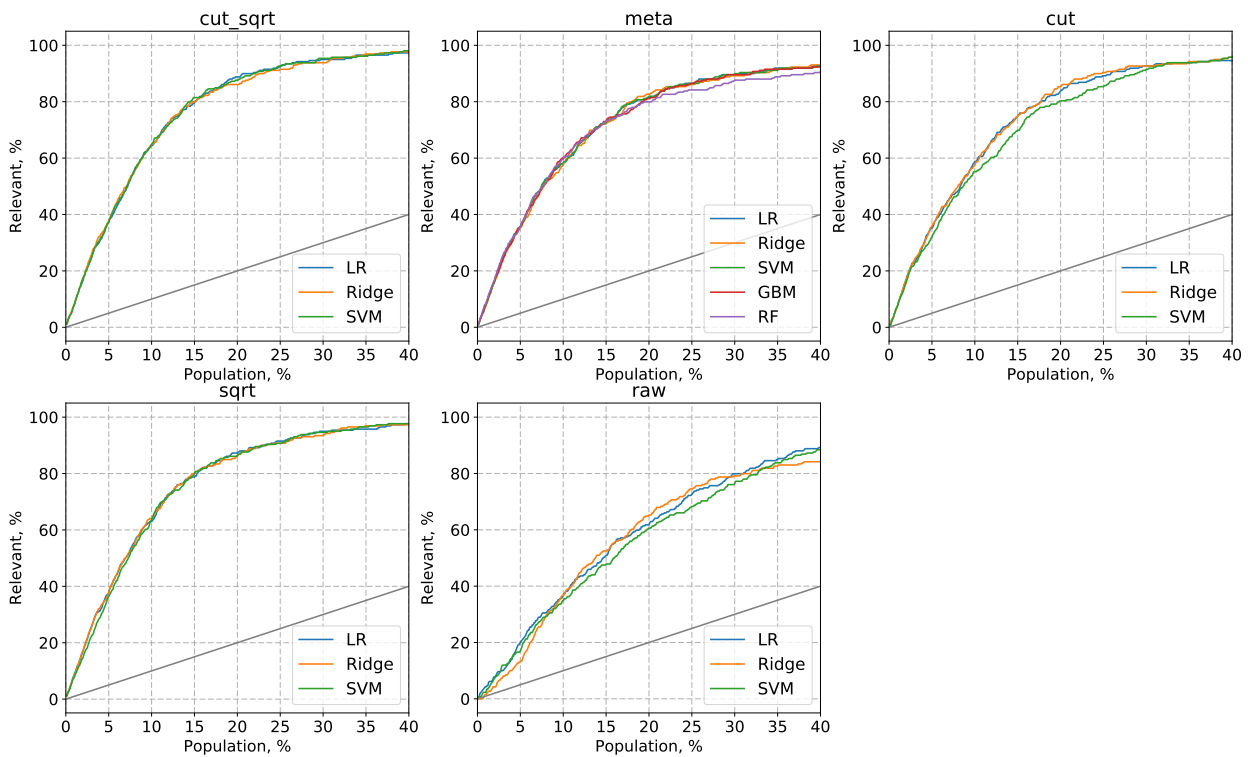 cut_sqrt
Relevant, %
100
80
60
40
20
0
0 5 10 15 20 25 30 35 40
Population, %
LR
Ridge
SVM
meta
Relevant, %
100
80
60
40
20
0
0 5 10 15 20 25 30 35 40
Population, %
LR
Ridge
SVM
GBM
RF
cut
Relevant, %
100
80
60
40
20
0
0 5 10 15 20 25 30 35 40
Population, %
LR
Ridge
SVM
sqrt
Relevant, %
100
80
60
40
20
0
0 5 10 15 20 25 30 35 40
Population, %
LR
Ridge
SVM
raw
Relevant, %
100
80
60
40
20
0
0 5 10 15 20 25 30 35 40
Population, %
LR
Ridge
SVM